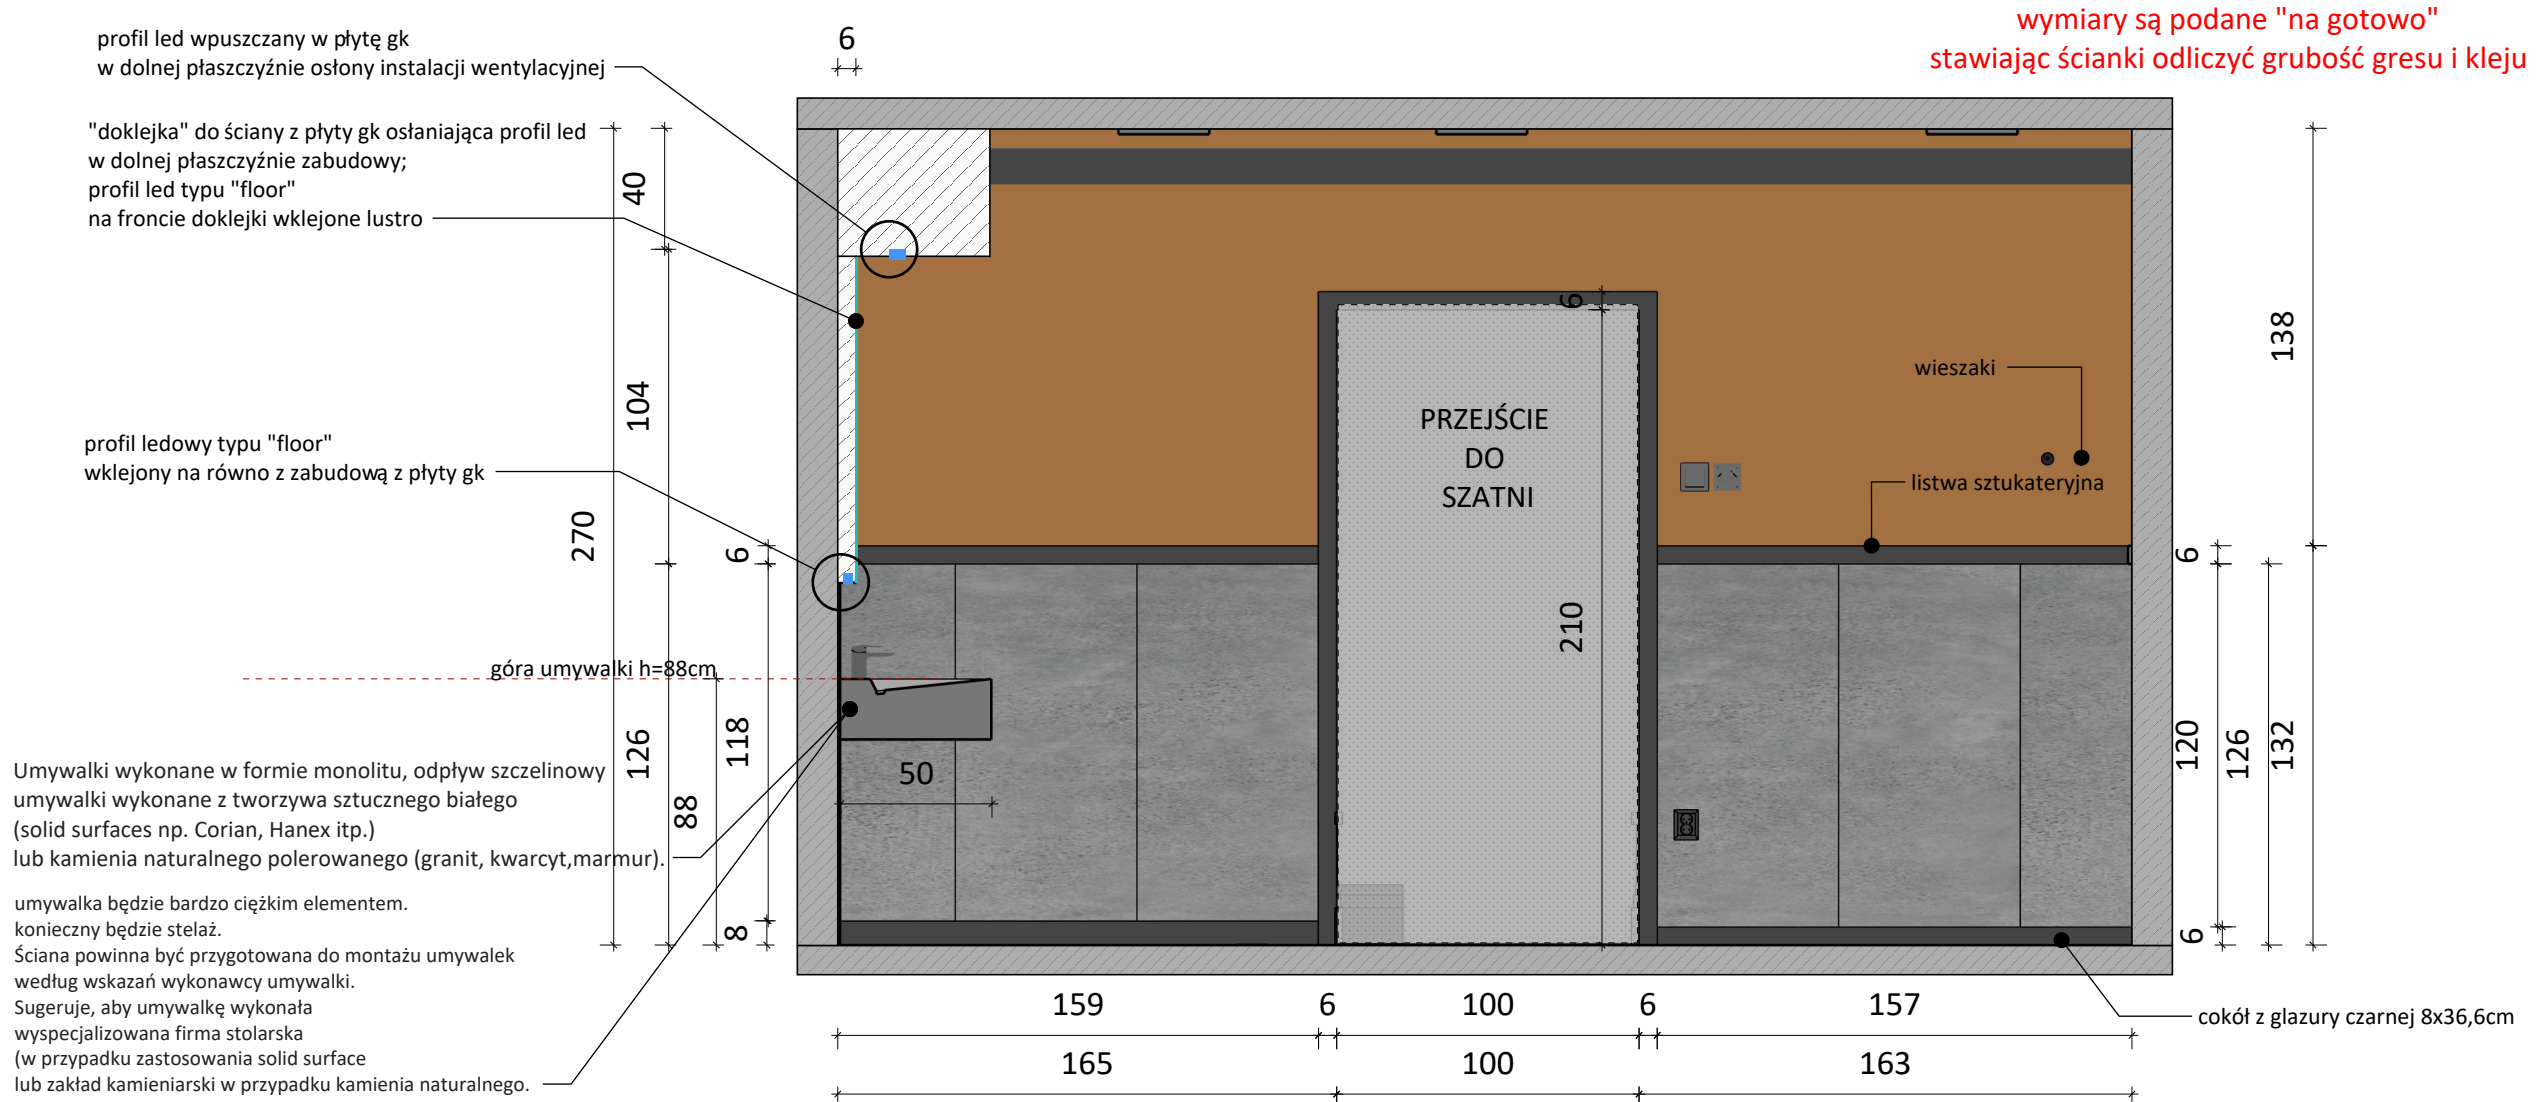 wymiary są podane "na gotowo"
stawiając ścianki odliczyć grubość gresu i kleju
profil led wpuszczany w płytę gk
w dolnej płaszczyźnie osłony instalacji wentylacyjnej
6
"doklejka" do ściany z płyty gk osłaniająca profil led
w dolnej płaszczyźnie zabudowy;
profil led typu "floor"
na froncie doklejki wklejone lustro
40
104
270
profil ledowy typu "floor"
wklejony na równo z zabudową z płyty gk
6
góra umywalki h=88cm
126
118
88
8
50
PRZEJŚCIE
DO
SZATNI
6
210
wieszaki
listwa sztukateryjna
138
6
120
126
132
6
Umywalki wykonane w formie monolitu, odpływ szczelinowy
umywalki wykonane z tworzywa sztucznego białego
(solid surfaces np. Corian, Hanex itp.)
lub kamienia naturalnego polerowanego (granit, kwarcyt,marmur).
umywalka będzie bardzo ciężkim elementem.
konieczny będzie stelaż.
Ściana powinna być przygotowana do montażu umywalek
według wskazań wykonawcy umywalki.
Sugeruje, aby umywalkę wykonała
wyspecjalizowana firma stolarska
(w przypadku zastosowania solid surface
lub zakład kamieniarski w przypadku kamienia naturalnego.
159
6
100
6
157
165
100
163
cokół z glazury czarnej 8x36,6cm